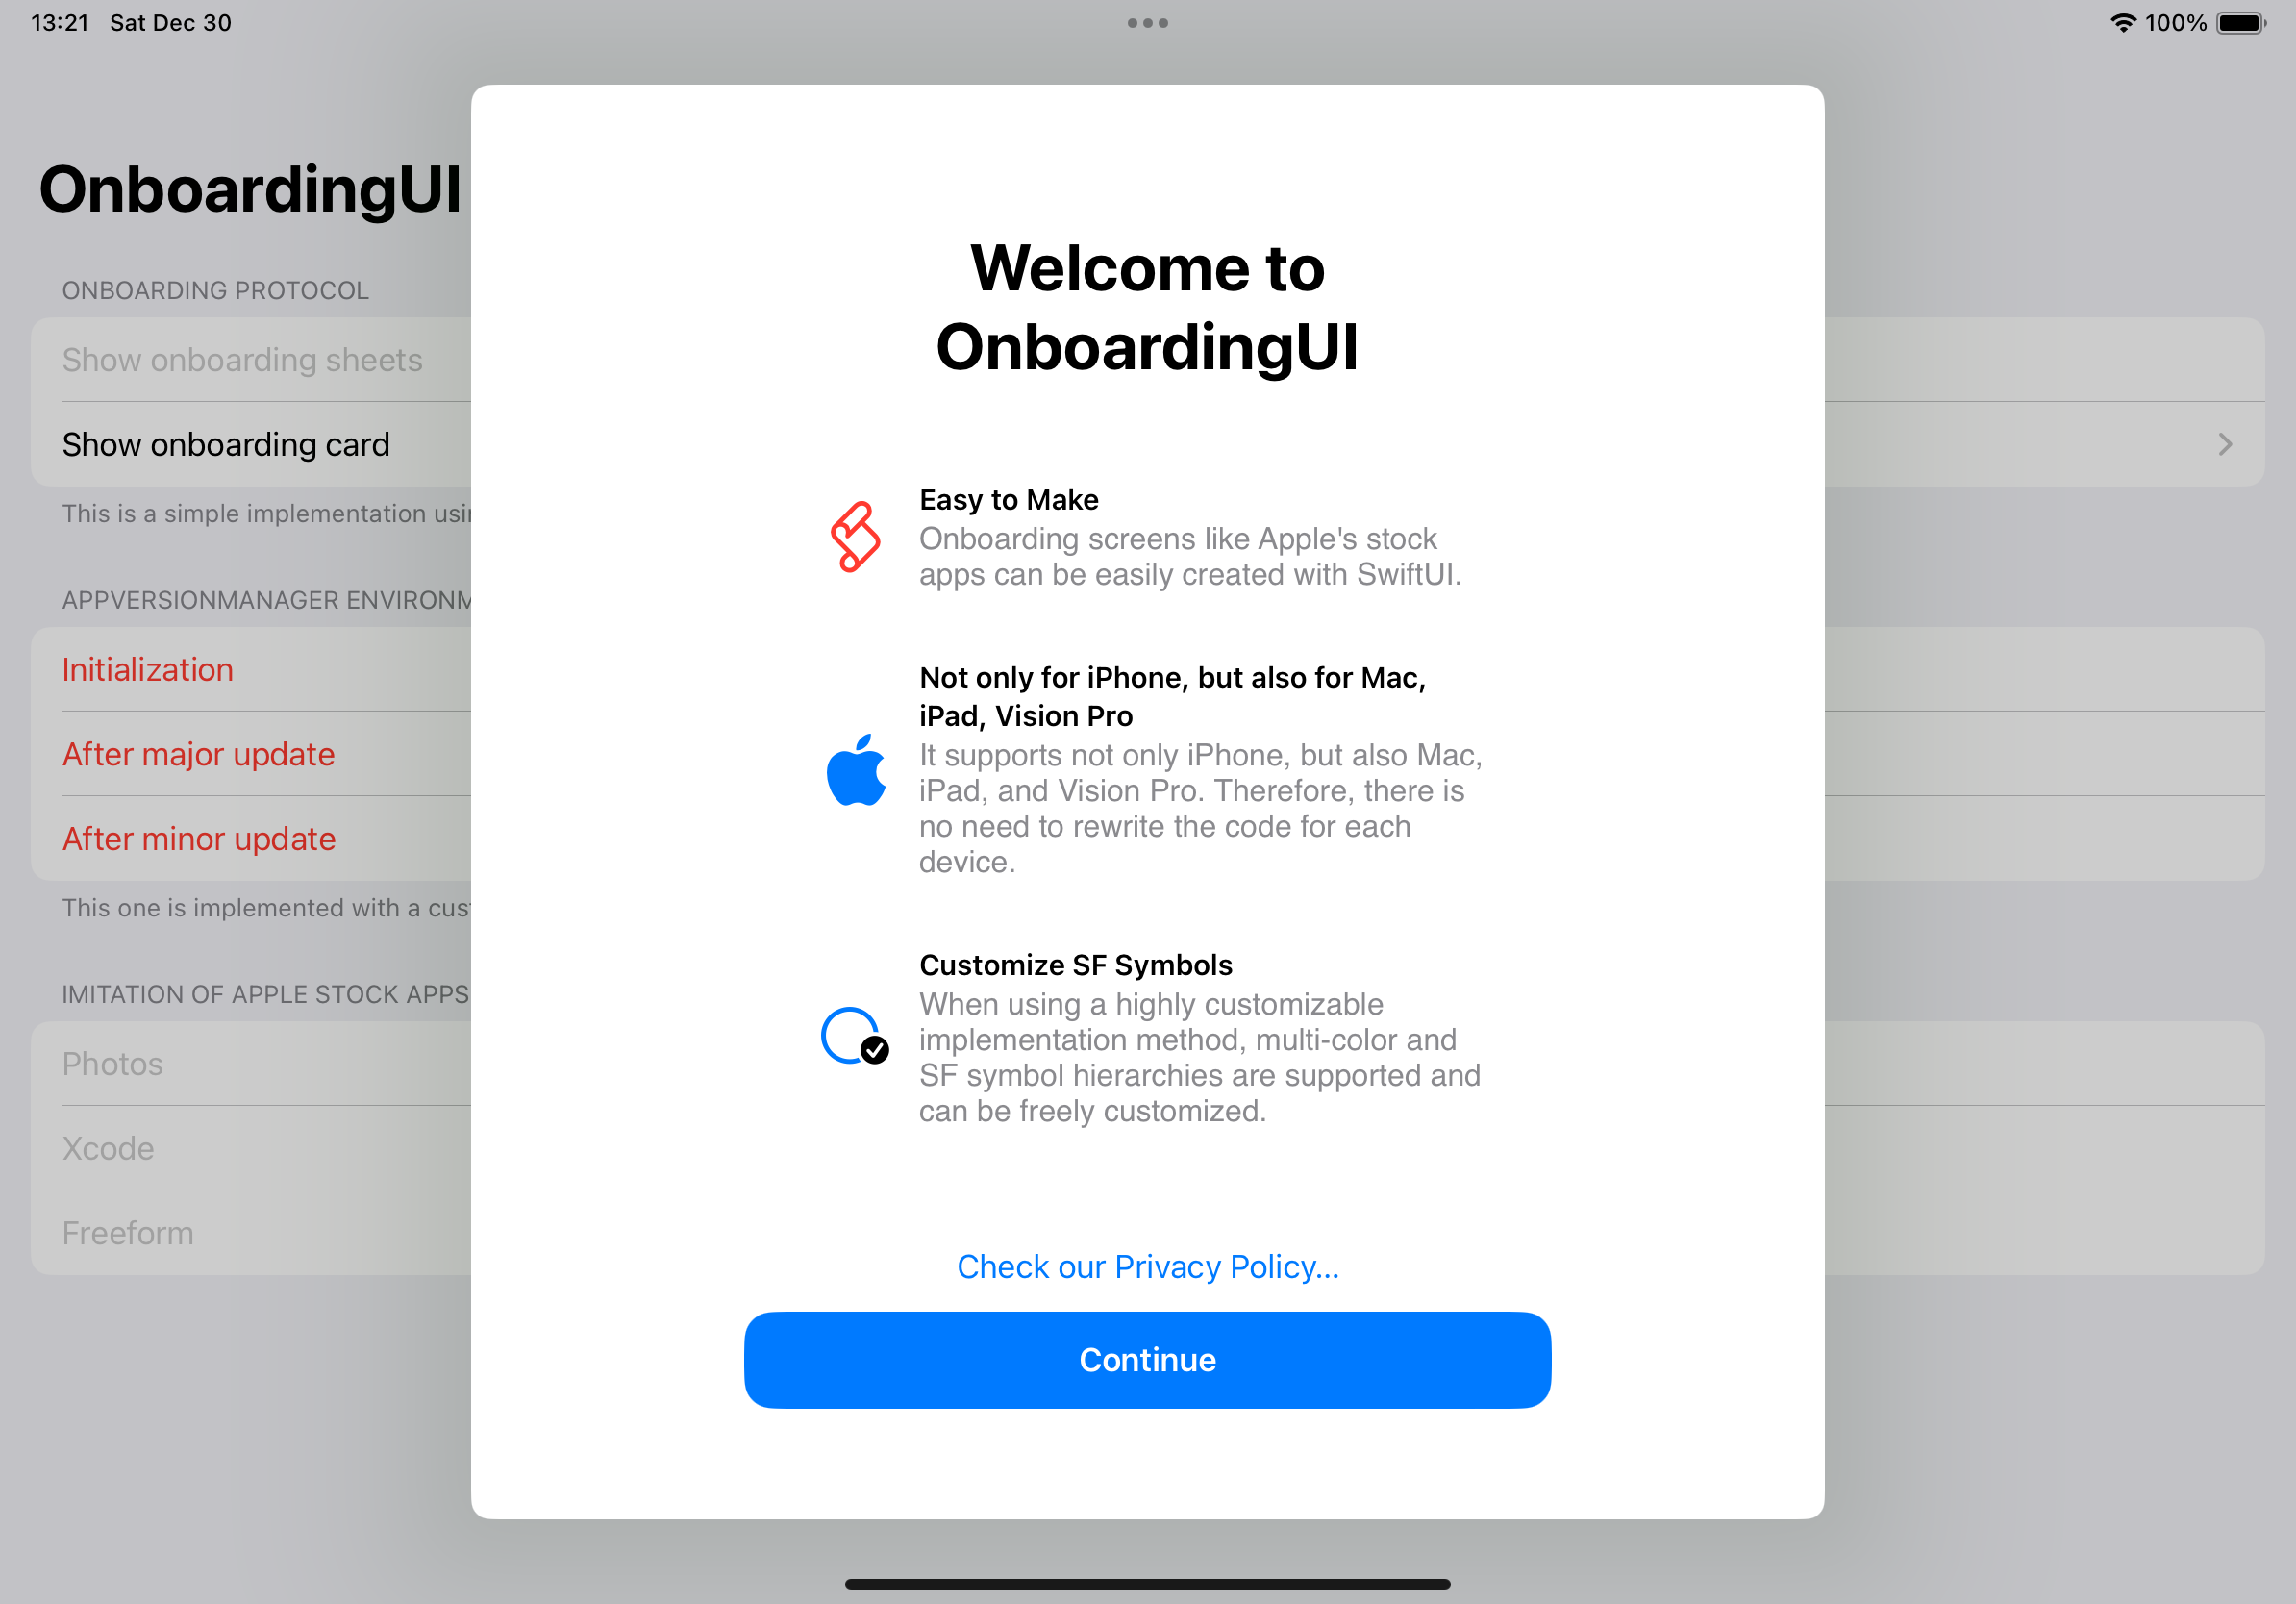 13:21 Sat Dec 30
100%
OnboardingUI
ONBOARDING PROTOCOL
Show onboarding sheets
Show onboarding card
This is a simple implementation
APPVERSIONMANAGER
Initialization
After major update
After minor update
This one is implemented with a
IMITATION OF APPLE STOCK APPS
Photos
Xcode
Freeform
Welcome to
OnboardingUI
Easy to Make
Onboarding screens like Apple's stock
apps can be easily created with SwiftUI.
Not only for iPhone, but also for Mac,
iPad, Vision Pro
It supports not only iPhone, but also Mac,
iPad, and Vision Pro. Therefore, there is
no need to rewrite the code for each
device.
Customize SF Symbols
When using a highly customizable
implementation method, multi-color and
SF symbol hierarchies are supported and
can be freely customized.
Check our Privacy Policy...
Continue